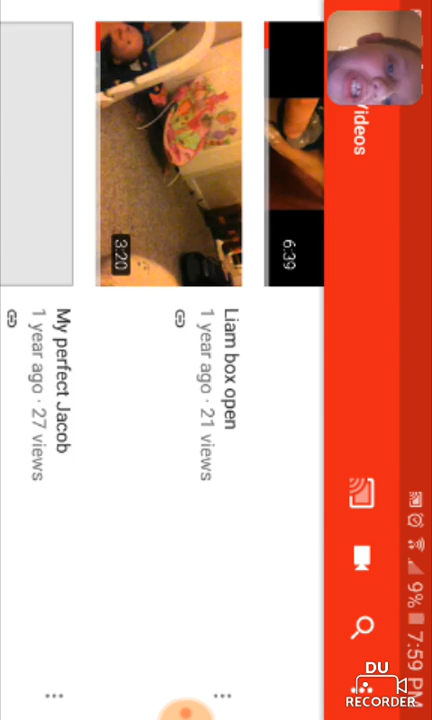 9% 7:59 PM
Videos
6:39
Liam box open
1 year ago · 21 views
3:20
My perfect Jacob
1 year ago · 27 views
DU
RECORDER